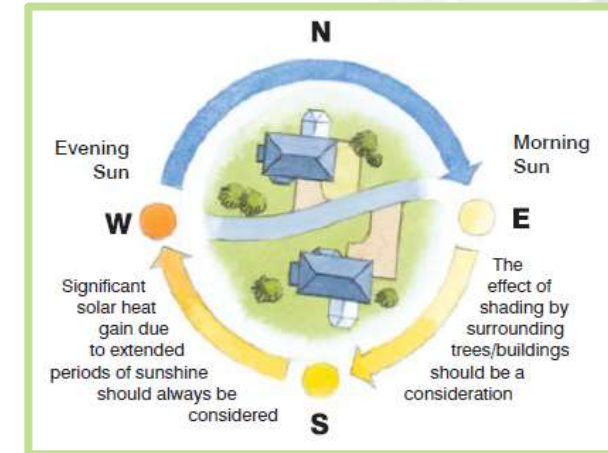 N
Evening
Sun
Morning
Sun
W
E
Significant
solar heat
gain due
to extended
periods of sunshine
should always be
considered
The
effect of
shading by
surrounding
trees/buildings
should be a
consideration
S